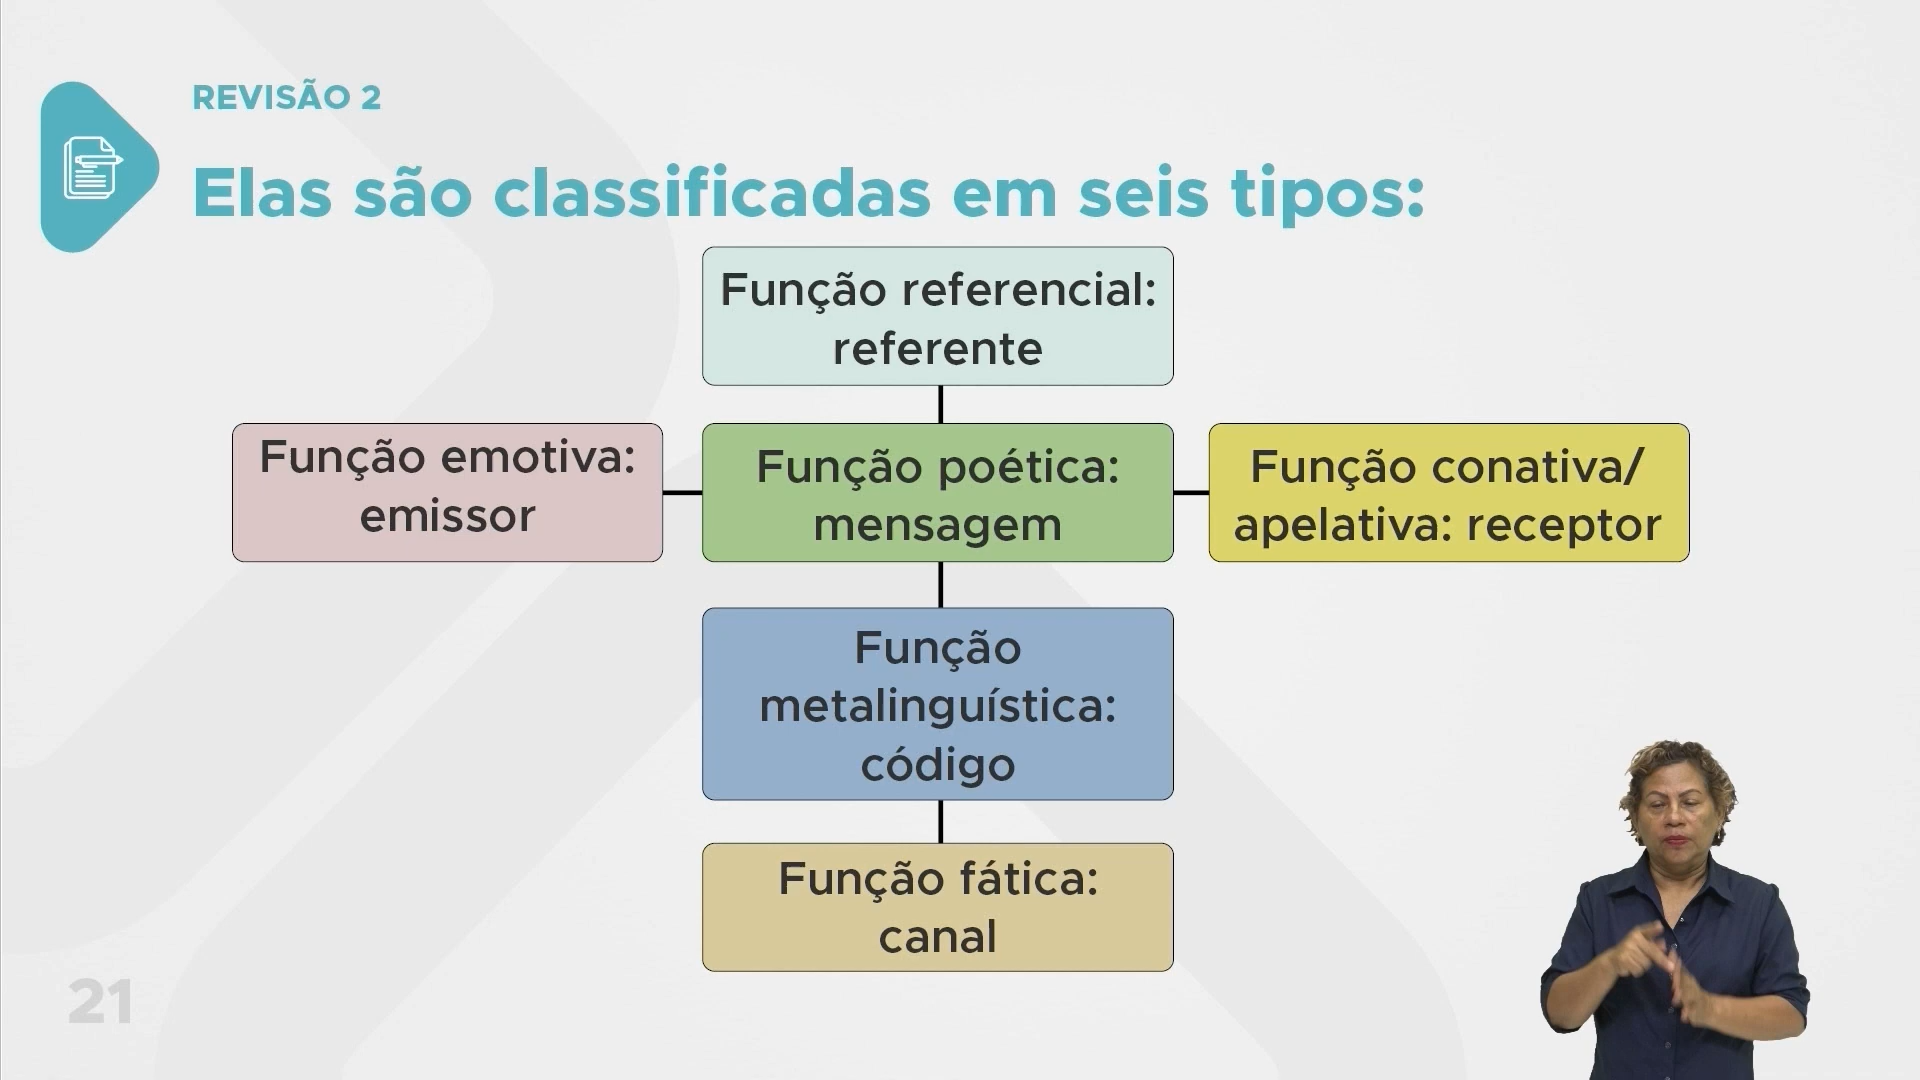 REVISÃO 2
Elas são classificadas em seis tipos:
Função referencial:
referente
Função emotiva:
emissor
Função poética:
mensagem
Função conativa/
apelativa: receptor
Função
metalinguística:
código
Função fática:
canal
21